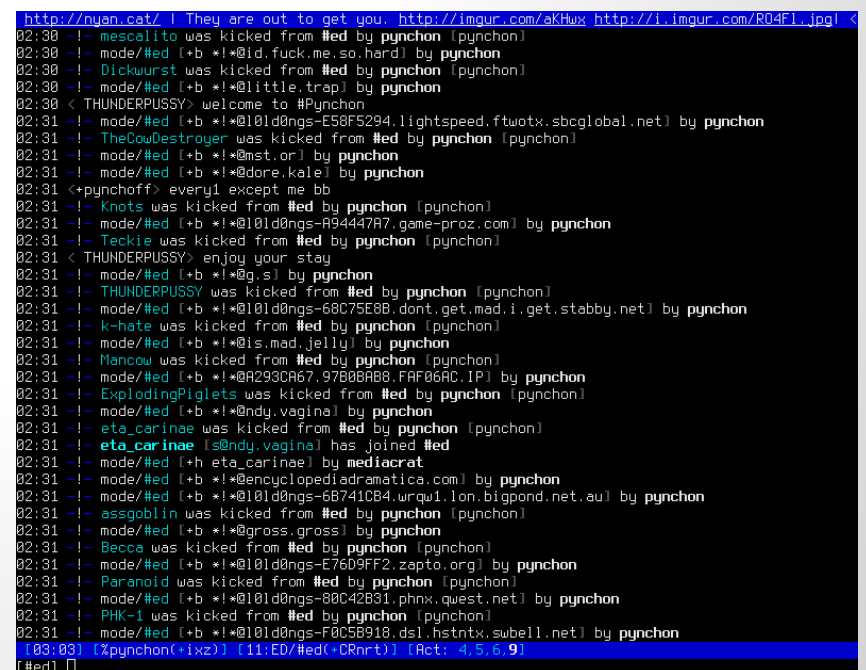 http://nyan.cat/ | They are out to get you. http://imgur.com/aKHwx http://i.imgur.com/RO4Fl.jpg| <
02:30 -!- mescalito was kicked from #ed by pynchon [pynchon]
02:30 -!- mode/#ed [+b *!*@id.fuck.me.so.hard] by pynchon
02:30 -!- Dickwurst was kicked from #ed by pynchon [pynchon]
02:30 -!- mode/#ed [+b *!*@little.trap] by pynchon
02:30 < THUNDERPUSSY> welcome to #Pynchon
02:31 -!- mode/#ed [+b *!*@l0ld0ngs-E58F5294.lightspeed.ftwotx.sbcglobal.net] by pynchon
02:31 -!- TheCowDestroyer was kicked from #ed by pynchon [pynchon]
02:31 -!- mode/#ed [+b *!*@mst.or] by pynchon
02:31 -!- mode/#ed [+b *!*@dore.kale] by pynchon
02:31 <+pynchoff> every1 except me bb
02:31 -!- Knots was kicked from #ed by pynchon [pynchon]
02:31 -!- mode/#ed [+b *!*@l0ld0ngs-A94447A7.game-proz.com] by pynchon
02:31 -!- Teckie was kicked from #ed by pynchon [pynchon]
02:31 < THUNDERPUSSY> enjoy your stay
02:31 -!- mode/#ed [+b *!*@g.s] by pynchon
02:31 -!- THUNDERPUSSY was kicked from #ed by pynchon [pynchon]
02:31 -!- mode/#ed [+b *!*@l0ld0ngs-68C75E8B.dont.get.mad.i.get.stabby.net] by pynchon
02:31 -!- k-hate was kicked from #ed by pynchon [pynchon]
02:31 -!- mode/#ed [+b *!*@is.mad.jelly] by pynchon
02:31 -!- Mancow was kicked from #ed by pynchon [pynchon]
02:31 -!- mode/#ed [+b *!*@A293CA67.97B0BAB8.FAF06AC.IP] by pynchon
02:31 -!- ExplodingPiglets was kicked from #ed by pynchon [pynchon]
02:31 -!- mode/#ed [+b *!*@ndy.vagina] by pynchon
02:31 -!- eta_carinae was kicked from #ed by pynchon [pynchon]
02:31 -!- eta_carinae [s@ndy.vagina] has joined #ed
02:31 -!- mode/#ed [+h eta_carinae] by mediacrat
02:31 -!- mode/#ed [+b *!*@encyclopediadramatica.com] by pynchon
02:31 -!- mode/#ed [+b *!*@l0ld0ngs-6B741CB4.wrqw1.lon.bigpond.net.au] by pynchon
02:31 -!- assgoblin was kicked from #ed by pynchon [pynchon]
02:31 -!- mode/#ed [+b *!*@gross.gross] by pynchon
02:31 -!- Becca was kicked from #ed by pynchon [pynchon]
02:31 -!- mode/#ed [+b *!*@l0ld0ngs-E76D9FF2.zapto.org] by pynchon
02:31 -!- Paranoid was kicked from #ed by pynchon [pynchon]
02:31 -!- mode/#ed [+b *!*@l0ld0ngs-80C42B31.phnx.qwest.net] by pynchon
02:31 -!- PHK-1 was kicked from #ed by pynchon [pynchon]
02:31 -!- mode/#ed [+b *!*@l0ld0ngs-F0C5B918.dsl.hstntx.swbell.net] by pynchon
[03:03] [%pynchon(+ixz)] [11:ED/#ed(+CRnrt)] [Act: 4,5,6,9]
[#ed]